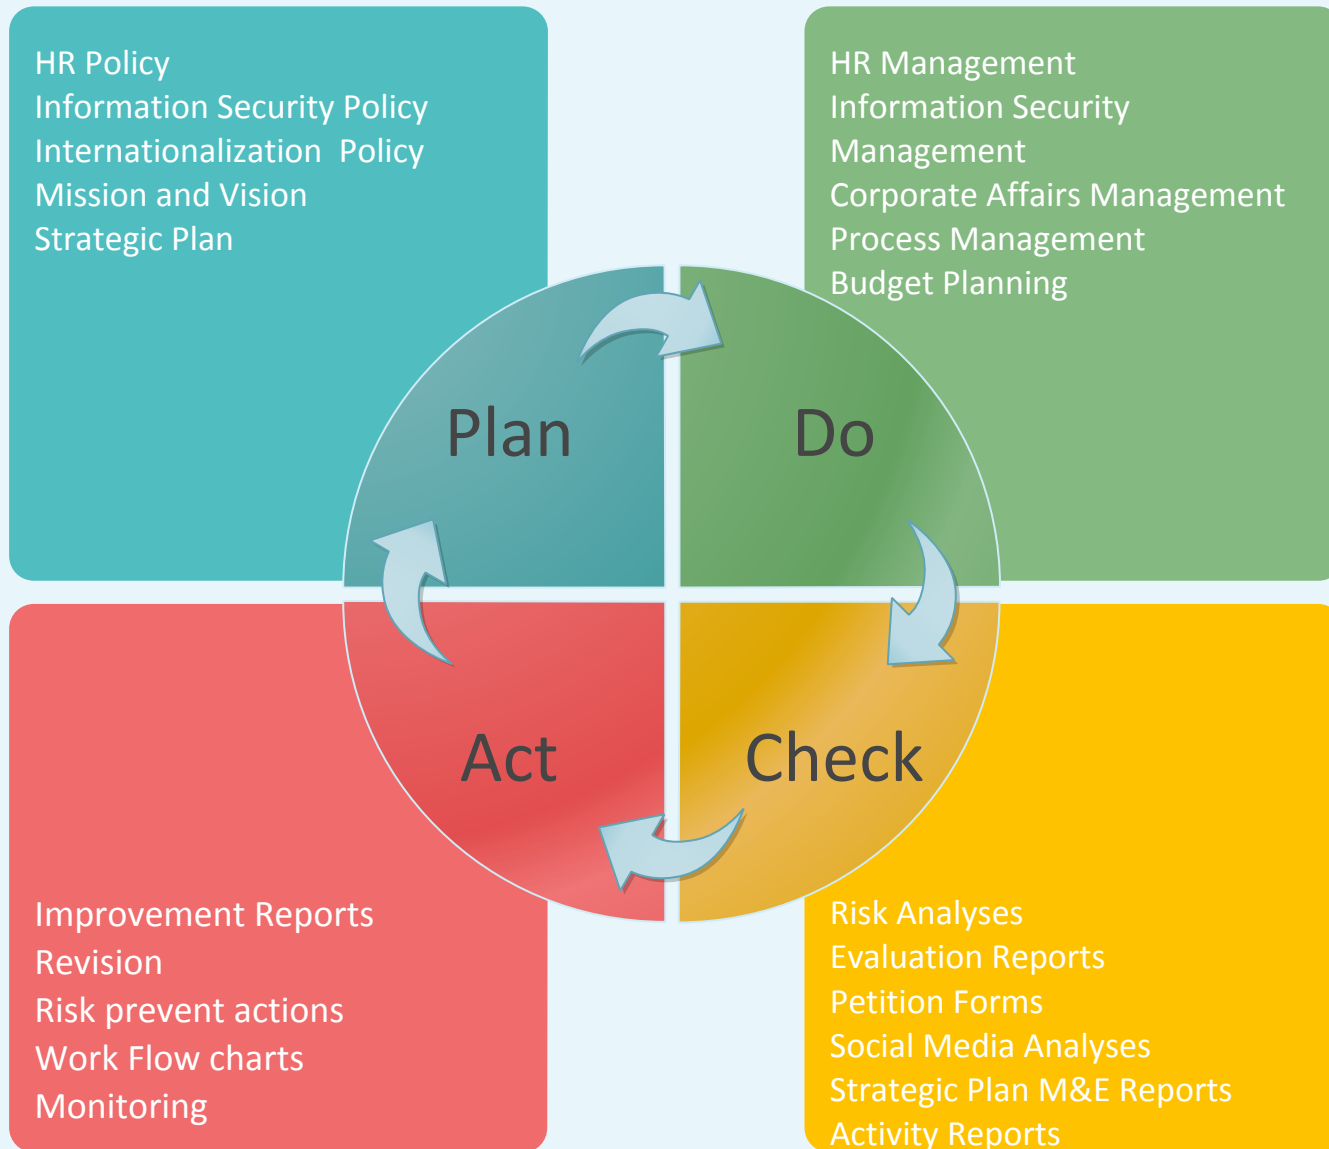 HR Policy
Information Security Policy
Internationalization  Policy
Mission and Vision
Strategic Plan
HR Management
Information Security
Management
Corporate Affairs Management
Process Management
Budget Planning
Plan
Do
Act
Check
Improvement Reports
Revision
Risk prevent actions
Work Flow charts
Monitoring
Risk Analyses
Evaluation Reports
Petition Forms
Social Media Analyses
Strategic Plan M&E Reports
Activity Reports